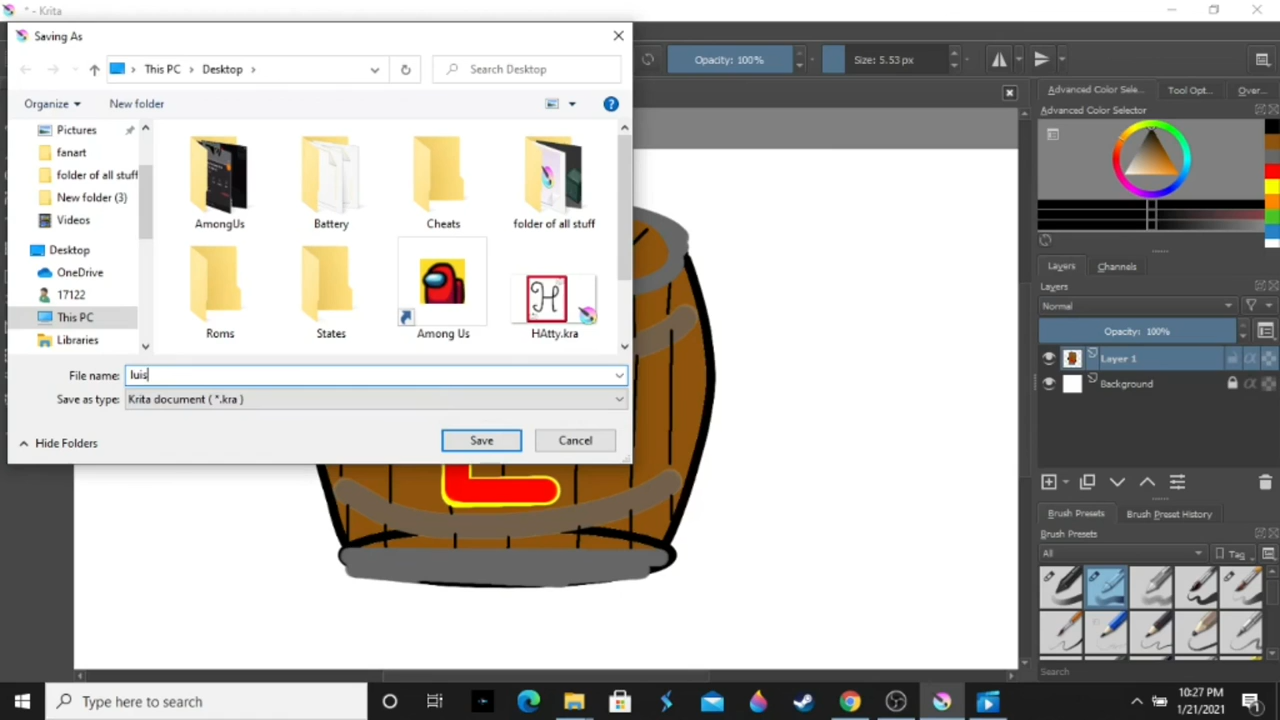 * - Krita
Saving As
This PC > Desktop >
Search Desktop
Opacity: 100%
Size: 5.53 px
Organize
New folder
Advanced Color Sele...
Tool Opt...
Over...
Advanced Color Selector
Pictures
fanart
folder of all stuff
New folder (3)
Videos
Desktop
OneDrive
17122
This PC
Libraries
AmongUs
Battery
Cheats
folder of all stuff
Roms
States
Among Us
H
HAtty.kra
File name:
luis
Save as type:
Krita document ( *.kra )
Hide Folders
Save
Cancel
Layers
Channels
Layers
Normal
Opacity: 100%
Layer 1
Background
Brush Presets
Brush Preset History
Brush Presets
All
Tag
Search
Type here to search
10:27 PM
1/21/2021
1